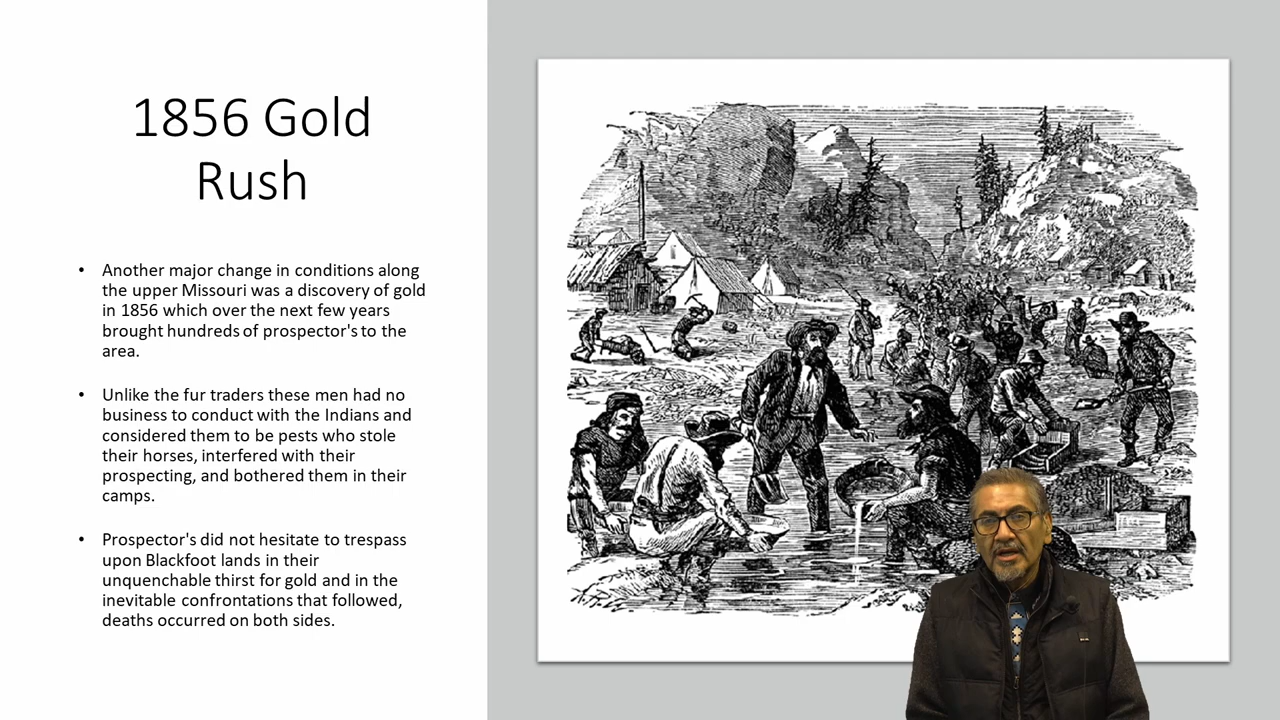 1856 Gold
Rush
• Another major change in conditions along
the upper Missouri was a discovery of gold
in 1856 which over the next few years
brought hundreds of prospector's to the
area.
• Unlike the fur traders these men had no
business to conduct with the Indians and
considered them to be pests who stole
their horses, interfered with their
prospecting, and bothered them in their
camps.
• Prospector's did not hesitate to trespass
upon Blackfoot lands in their
unquenchable thirst for gold and in the
inevitable confrontations that followed,
deaths occurred on both sides.